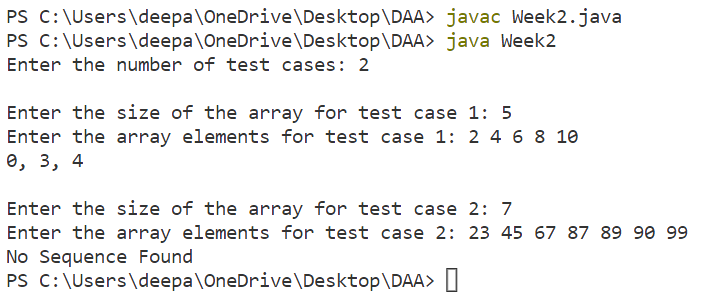 PS C:\Users\deepa\OneDrive\Desktop\DAA> javac Week2.java
PS C:\Users\deepa\OneDrive\Desktop\DAA> java Week2
Enter the number of test cases: 2
Enter the size of the array for test case 1: 5
Enter the array elements for test case 1: 2 4 6 8 10
0, 3, 4
Enter the size of the array for test case 2: 7
Enter the array elements for test case 2: 23 45 67 87 89 90 99
No Sequence Found
PS C:\Users\deepa\OneDrive\Desktop\DAA>